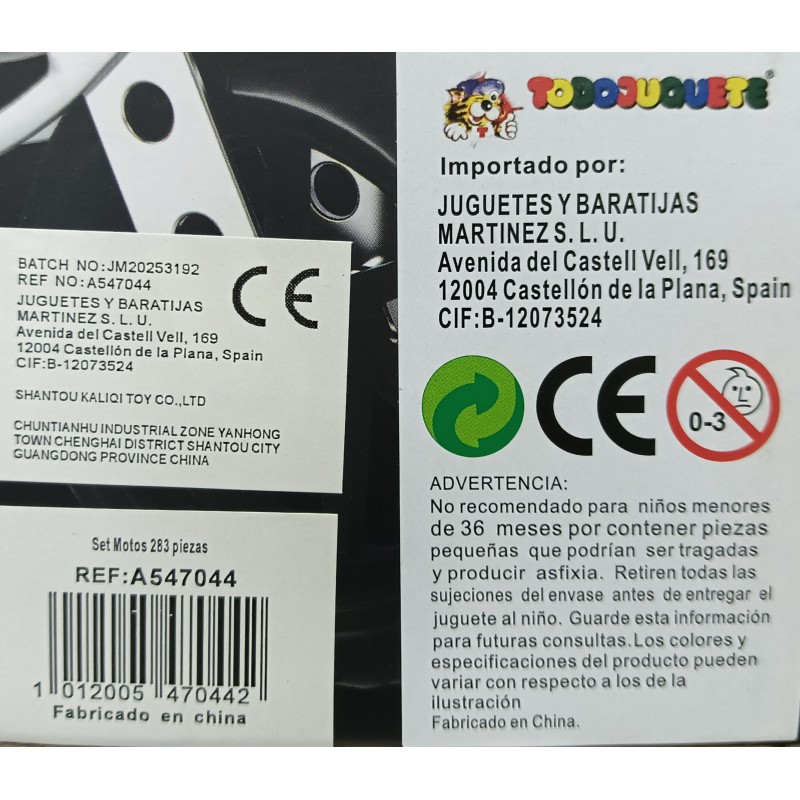 BATCH NO:JM20253192
REF NO:A547044
JUGUETES Y BARATIJAS
MARTINEZ S. L. U.
Avenida del Castell Vell, 169
12004 Castellón de la Plana, Spain
CIF:B-12073524
CE
SHANTOU KALIQI TOY CO.,LTD
CHUNTIANHU INDUSTRIAL ZONE YANHONG
TOWN CHENGHAI DISTRICT SHANTOU CITY
GUANGDONG PROVINCE CHINA
Set Motos 283 piezas
REF:A547044
1 012005 470442
Fabricado en china
TODOJUGUETE®
Importado por:
JUGUETES Y BARATIJAS
MARTINEZ S. L. U.
Avenida del Castell Vell, 169
12004 Castellón de la Plana, Spain
CIF:B-12073524
CE
0-3
ADVERTENCIA:
No recomendado para niños menores
de 36 meses por contener piezas
pequeñas que podrían ser tragadas
y producir asfixia. Retiren todas las
sujeciones del envase antes de entregar el
juguete al niño. Guarde esta información
para futuras consultas.Los colores y
especificaciones del producto pueden
variar con respecto a los de la
ilustración
Fabricado en China.